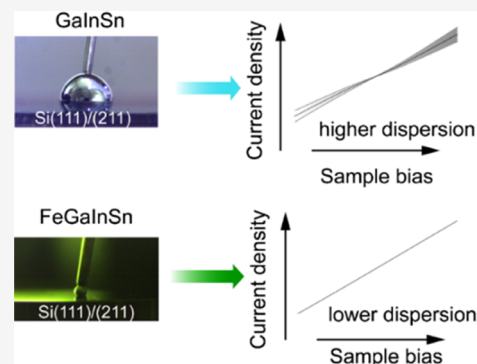 GaInSn
Si(111)/(211)
Current density
higher dispersion
Sample bias
FeGaInSn
Si(111)/(211)
Current density
lower dispersion
Sample bias